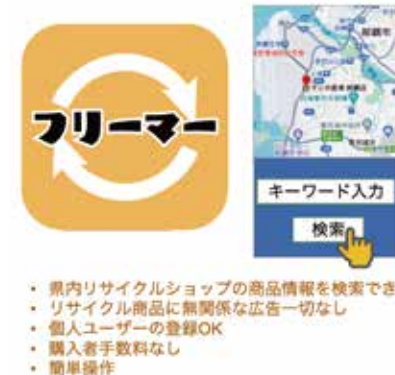 フリーマー
那覇市
キーワード入力
検索
・ 県内リサイクルショップの商品情報を検索でき
・ リサイクル商品に無関係な広告一切なし
・ 個人ユーザーの登録OK
・ 購入者手数料なし
・ 簡単操作